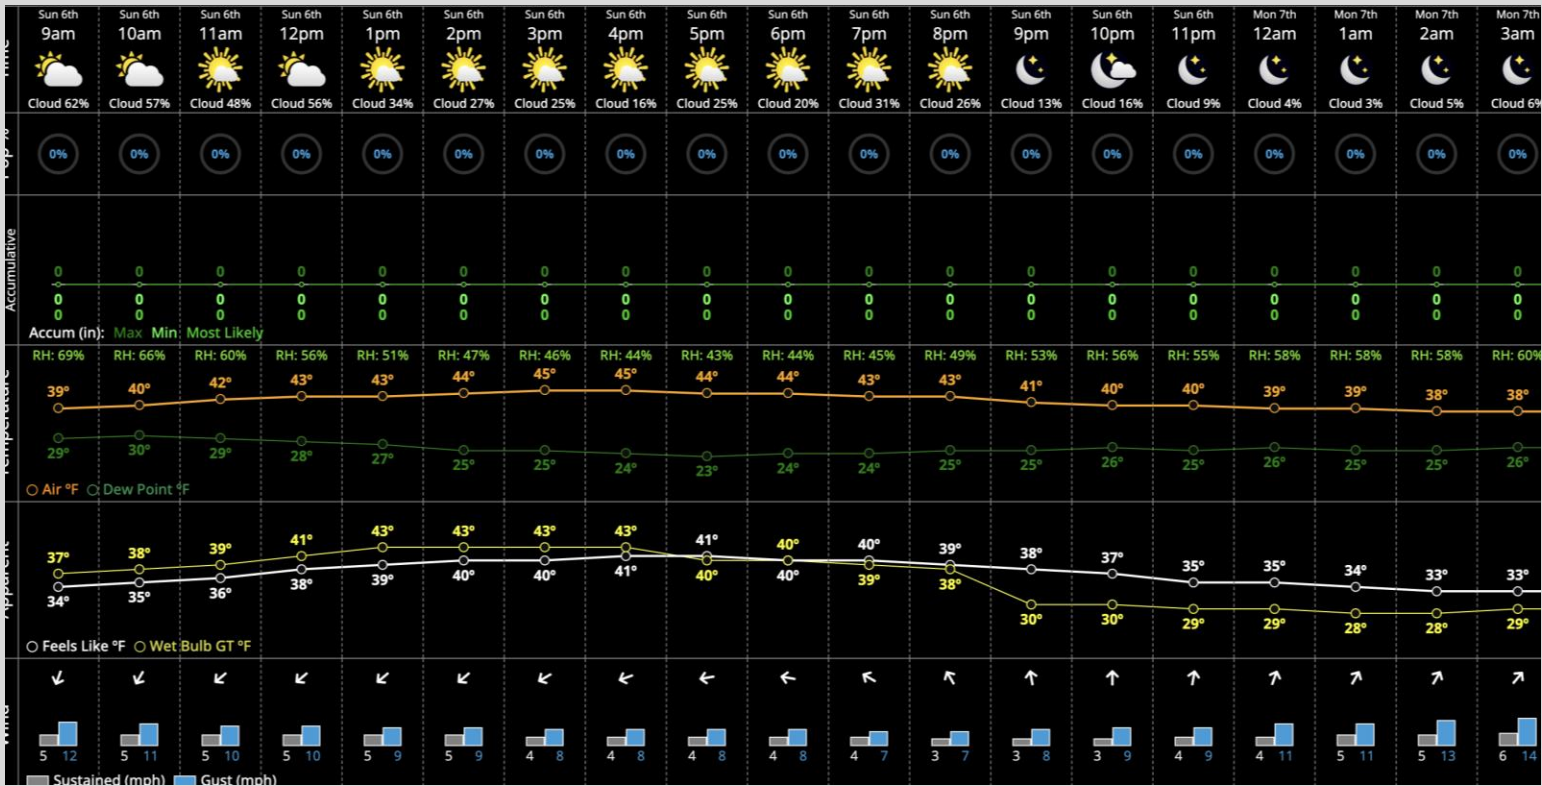 Sun 6th Sun 6th Sun 6th Sun 6th Sun 6th Sun 6th Sun 6th Sun 6th Sun 6th Sun 6th Sun 6th Sun 6th Sun 6th Sun 6th Sun 6th Mon 7th Mon 7th Mon 7th Mon 7th
9am 10am 11am 12pm 1pm 2pm 3pm 4pm 5pm 6pm 7pm 8pm 9pm 10pm 11pm 12am 1am 2am 3am
Cloud 62% Cloud 57% Cloud 48% Cloud 56% Cloud 34% Cloud 27% Cloud 25% Cloud 16% Cloud 25% Cloud 20% Cloud 31% Cloud 26% Cloud 13% Cloud 16% Cloud 9% Cloud 4% Cloud 3% Cloud 5% Cloud 6%
0% 0% 0% 0% 0% 0% 0% 0% 0% 0% 0% 0% 0% 0% 0% 0% 0% 0% 0%
Accumulative
0 0 0 0 0 0 0 0 0 0 0 0 0 0 0 0 0 0 0
0 0 0 0 0 0 0 0 0 0 0 0 0 0 0 0 0 0 0
0 0 0 0 0 0 0 0 0 0 0 0 0 0 0 0 0 0 0
Accum (in): Max Min Most Likely
Temperature
RH: 69% RH: 66% RH: 60% RH: 56% RH: 51% RH: 47% RH: 46% RH: 44% RH: 43% RH: 44% RH: 45% RH: 49% RH: 53% RH: 56% RH: 55% RH: 58% RH: 58% RH: 58% RH: 60%
39° 40° 42° 43° 43° 44° 45° 45° 44° 44° 43° 43° 41° 40° 40° 39° 39° 38° 38°
29° 30° 29° 28° 27° 25° 25° 24° 23° 24° 24° 25° 25° 26° 25° 26° 25° 25° 26°
Air °F Dew Point °F
Apparent
37° 38° 39° 41° 43° 43° 43° 43° 41° 40° 40° 39° 38° 37° 35° 35° 34° 33° 33°
34° 35° 36° 38° 39° 40° 40° 41° 40° 40° 39° 38° 30° 30° 29° 29° 28° 28° 29°
Feels Like °F Wet Bulb GT °F
Wind
5 12 5 11 5 10 5 10 5 9 5 9 4 8 4 8 4 8 4 8 4 7 3 7 3 8 3 9 4 9 4 11 5 11 5 13 6 14
Sustained (mph) Gust (mph)